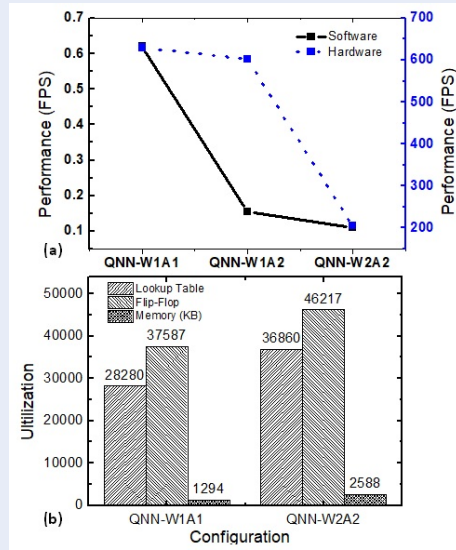 0.7
0.6
0.5
0.4
0.3
0.2
0.1
Performance (FPS)
Software
Hardware
700
600
500
400
300
200
Performance (FPS)
(a)
QNN-W1A1 QNN-W1A2 QNN-W2A2
50000
40000
30000
20000
10000
0
Ultilization
Lookup Table
Flip-Flop
Memory (KB)
28280
37587
1294
36860
46217
2588
(b)
QNN-W1A1 QNN-W2A2
Configuration